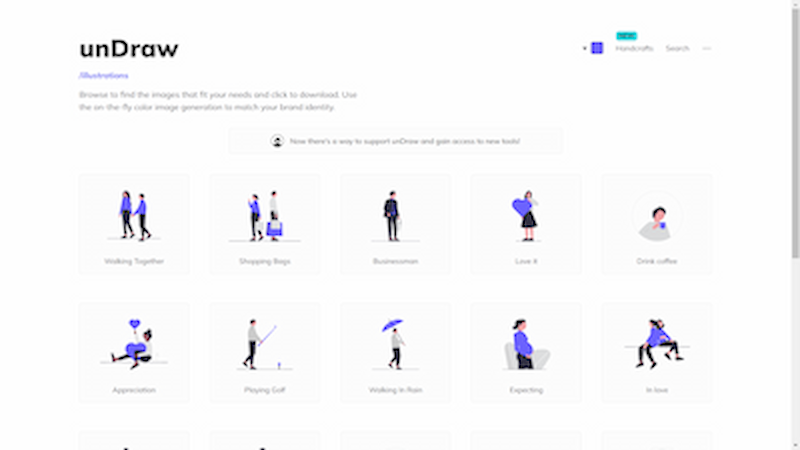 unDraw
NEW!
Handcrafts Search
/illustrations
Browse to find the images that fit your needs and click to download. Use
the on-the-fly color image generation to match your brand identity.
Now there's a way to support unDraw and gain access to new tools!
Walking Together
Shopping Bags
Businessman
Love it
Drink coffee
Appreciation
Playing Golf
Walking In Rain
Expecting
In love